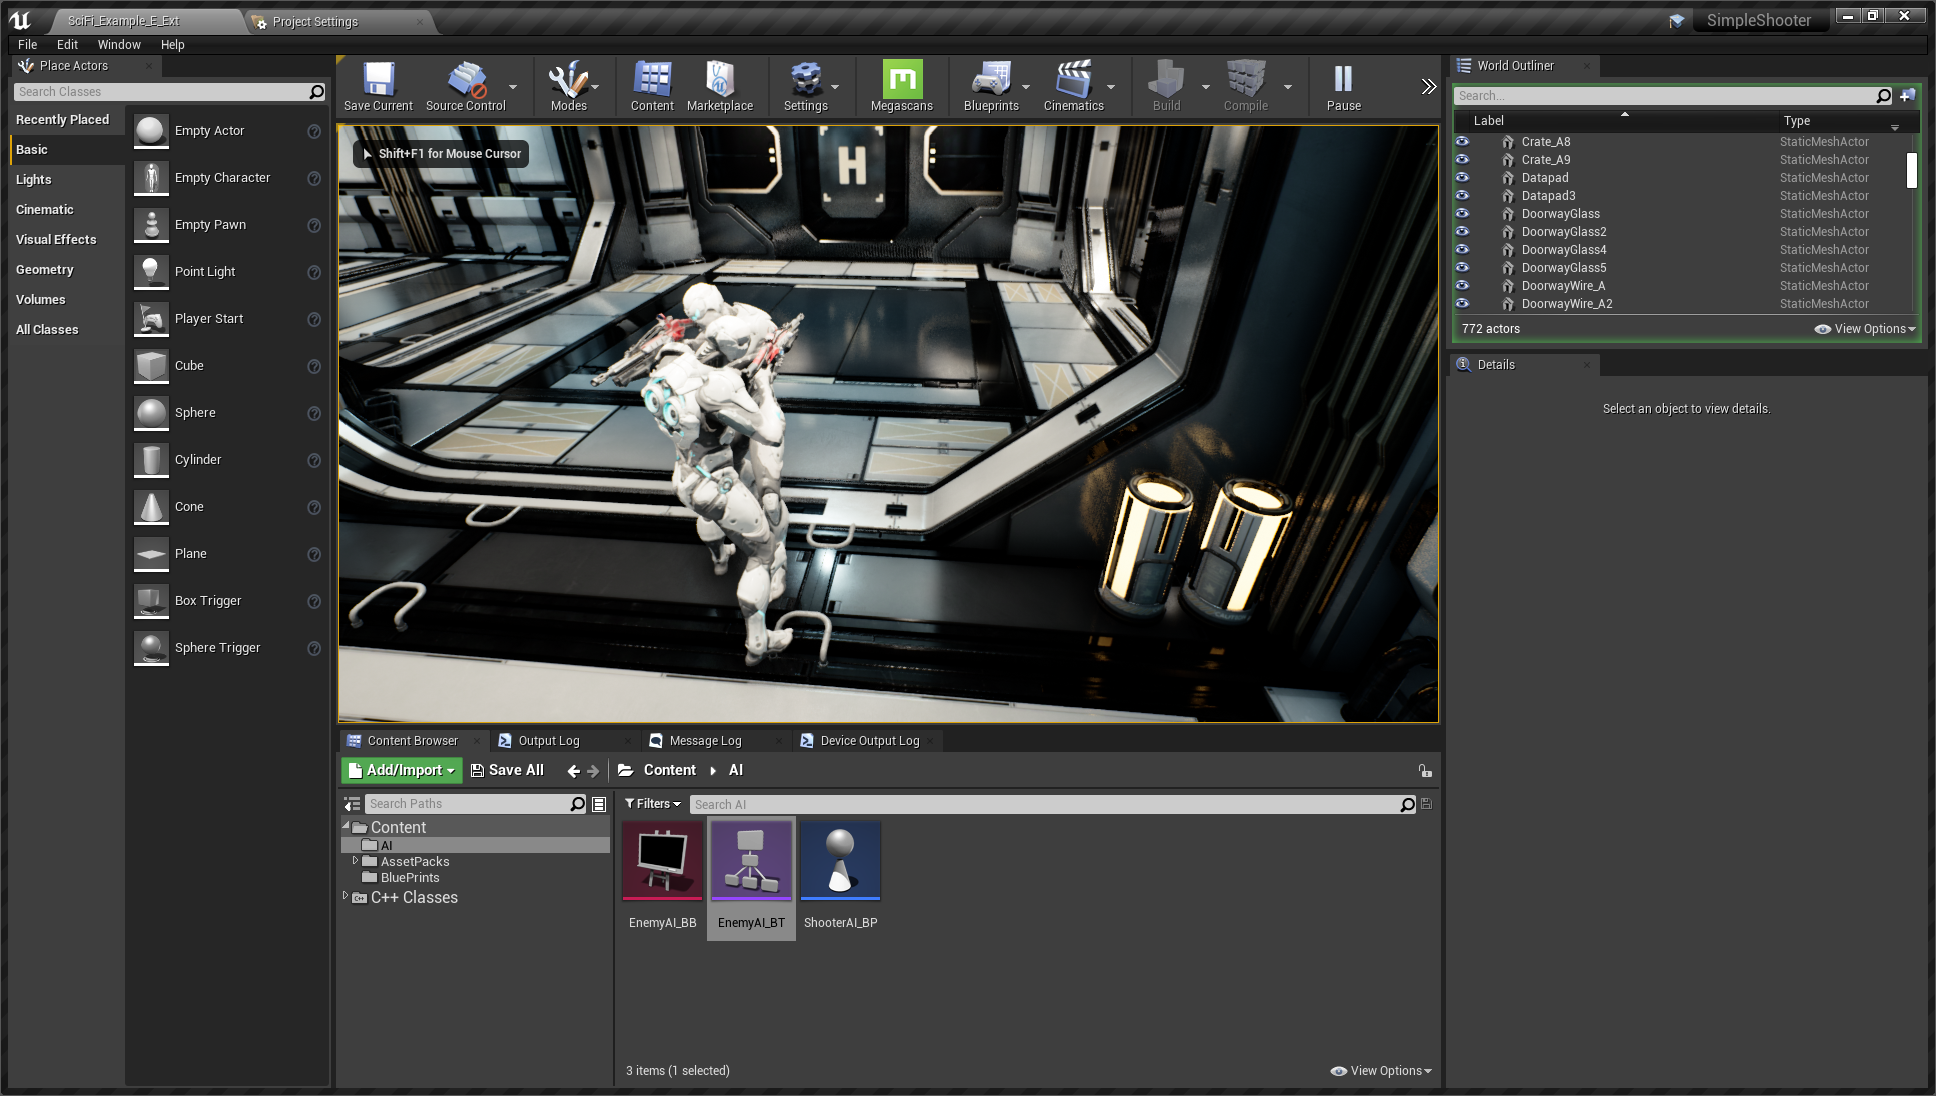 SciFi_Example_E_Ext
Project Settings
SimpleShooter
File Edit Window Help
Place Actors
Search Classes
Recently Placed
Basic
Lights
Cinematic
Visual Effects
Geometry
Volumes
All Classes
Empty Actor
Empty Character
Empty Pawn
Point Light
Player Start
Cube
Sphere
Cylinder
Cone
Plane
Box Trigger
Sphere Trigger
Save Current
Source Control
Modes
Content
Marketplace
Settings
Megascans
Blueprints
Cinematics
Build
Compile
Pause
Shift+F1 for Mouse Cursor
H
World Outliner
Search...
Label Type
Crate_A8 StaticMeshActor
Crate_A9 StaticMeshActor
Datapad StaticMeshActor
Datapad3 StaticMeshActor
DoorwayGlass StaticMeshActor
DoorwayGlass2 StaticMeshActor
DoorwayGlass4 StaticMeshActor
DoorwayGlass5 StaticMeshActor
DoorwayWire_A StaticMeshActor
DoorwayWire_A2 StaticMeshActor
772 actors View Options
Details
Select an object to view details.
Content Browser
Output Log
Message Log
Device Output Log
Add/Import Save All Content AI
Search Paths
Content
AI
AssetPacks
BluePrints
C++ Classes
Filters Search AI
EnemyAI_BB
EnemyAI_BT
ShooterAI_BP
3 items (1 selected) View Options